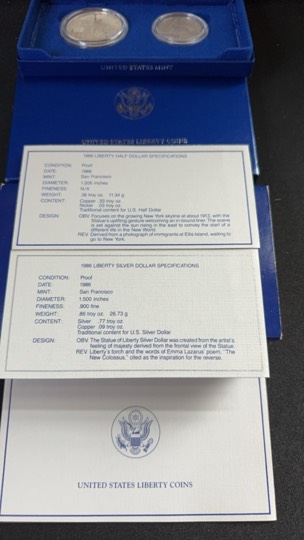 UNITED STATES MINT
UNITED STATES LIBERTY COINS
1986 LIBERTY HALF DOLLAR SPECIFICATIONS
CONDITION: Proof
DATE: 1986
MINT: San Francisco
DIAMETER: 1.205 inches
FINENESS: N/A
WEIGHT: .36 troy oz. 11.34 g
CONTENT: Copper .33 troy oz.
Nickel .03 troy oz.
Traditional content for U.S. Half Dollar
DESIGN: OBV. Focuses on the growing New York skyline at about 1913, with the
Statue's uplifting gesture welcoming an in-bound liner. The scene
is set against the sun rising in the east to convey the start of a
different life in the New World.
REV. Derived from a photograph of immigrants at Ellis Island, waiting
to go to New York.
1986 LIBERTY SILVER DOLLAR SPECIFICATIONS
CONDITION: Proof
DATE: 1986
MINT: San Francisco
DIAMETER: 1.500 inches
FINENESS: .900 fine
WEIGHT: .86 troy oz. 26.73 g
CONTENT: Silver .77 troy oz.
Copper .09 troy oz.
Traditional content for U.S. Silver Dollar
DESIGN: OBV. The Statue of Liberty Silver Dollar was created from the artist's
feeling of majesty derived from the frontal view of the Statue.
REV. Liberty's torch and the words of Emma Lazarus' poem, "The
New Colossus," cited as the inspiration for the reverse.
UNITED STATES LIBERTY COINS